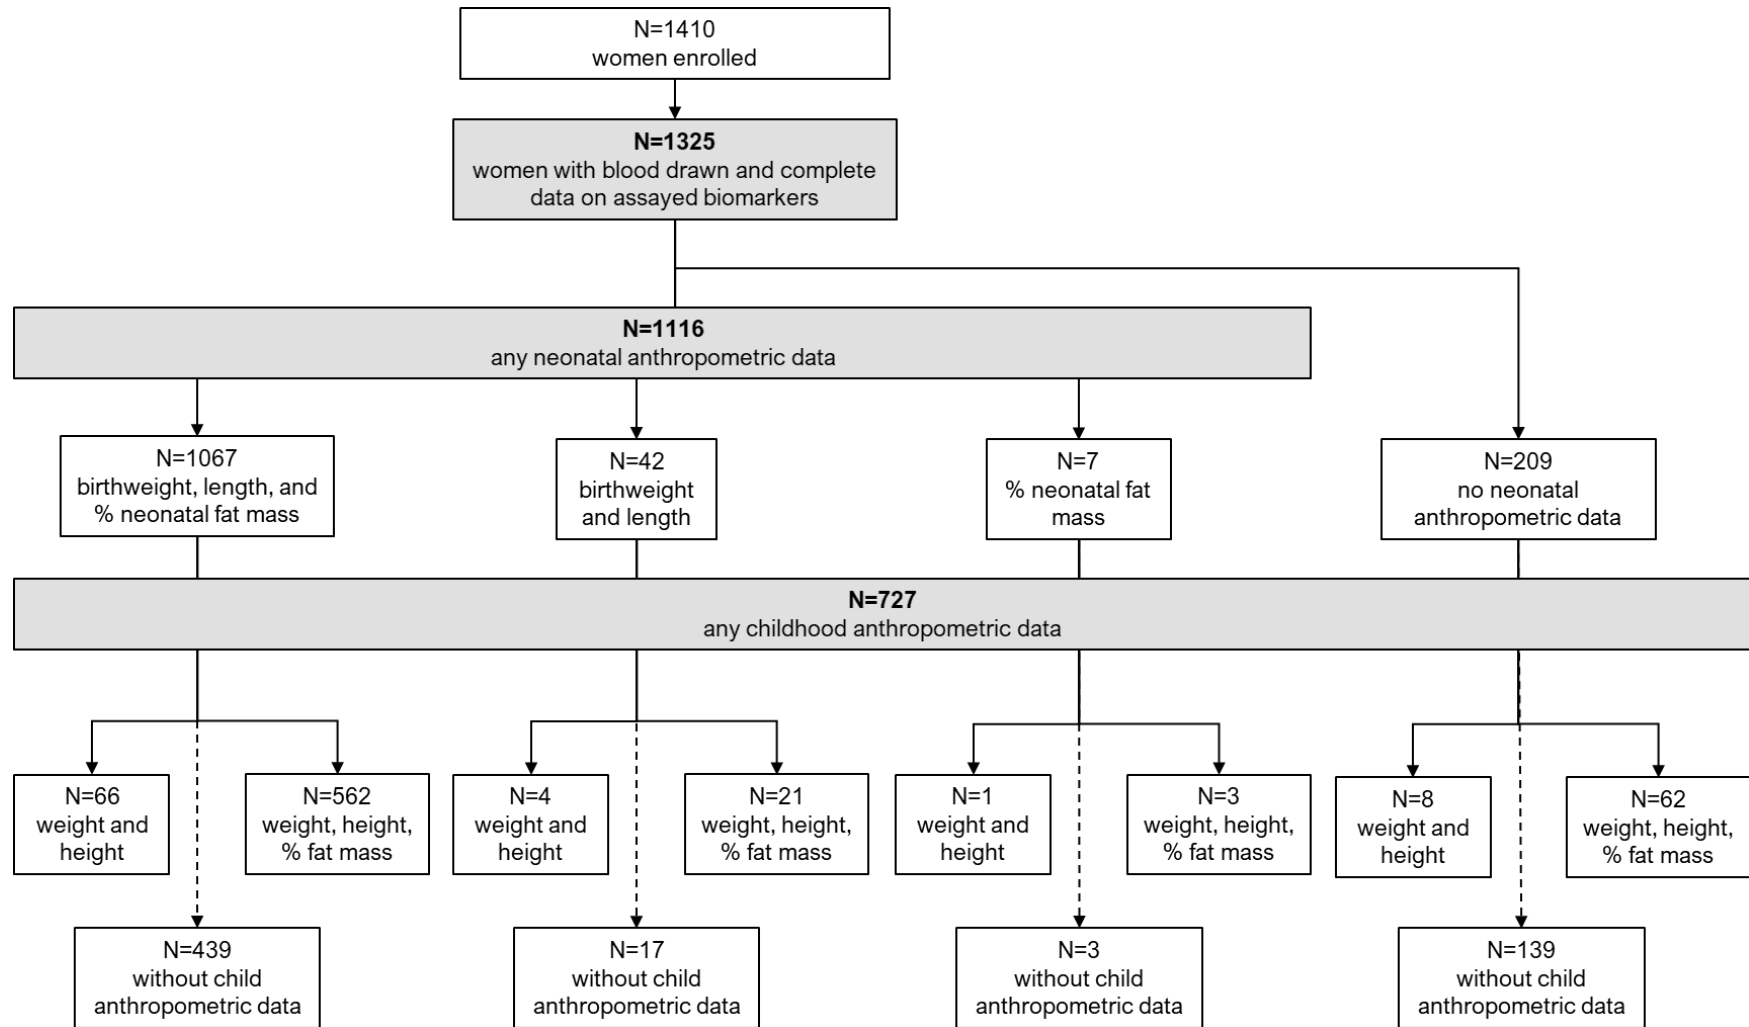 N=1410
women enrolled
N=1325
women with blood drawn and complete
data on assayed biomarkers
N=1116
any neonatal anthropometric data
N=1067
birthweight, length, and
% neonatal fat mass
N=42
birthweight
and length
N=7
% neonatal fat
mass
N=209
no neonatal
anthropometric data
N=727
any childhood anthropometric data
N=66
weight and
height
N=562
weight, height,
% fat mass
N=4
weight and
height
N=21
weight, height,
% fat mass
N=1
weight and
height
N=3
weight, height,
% fat mass
N=8
weight and
height
N=62
weight, height,
% fat mass
N=439
without child
anthropometric data
N=17
without child
anthropometric data
N=3
without child
anthropometric data
N=139
without child
anthropometric data